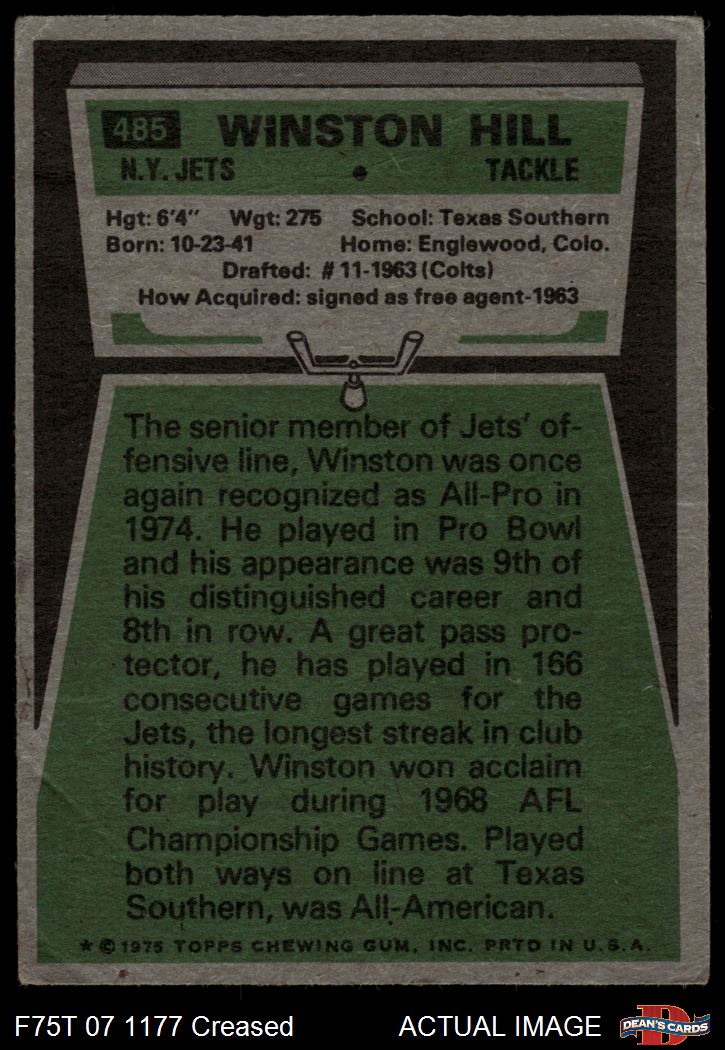 485 WINSTON HILL
N.Y. JETS • TACKLE
Hgt: 6'4" Wgt: 275 School: Texas Southern
Born: 10-23-41 Home: Englewood, Colo.
Drafted: #11-1963 (Colts)
How Acquired: signed as free agent-1963
The senior member of Jets' of-
fensive line, Winston was once
again recognized as All-Pro in
1974. He played in Pro Bowl
and his appearance was 9th of
his distinguished career and
8th in row. A great pass pro-
tector, he has played in 166
consecutive games for the
Jets, the longest streak in club
history. Winston won acclaim
for play during 1968 AFL
Championship Games. Played
both ways on line at Texas
Southern, was All-American.
★ © 1975 TOPPS CHEWING GUM, INC. PRTD IN U.S.A.
F75T 07 1177 Creased ACTUAL IMAGE
D
DEAN'S CARDS